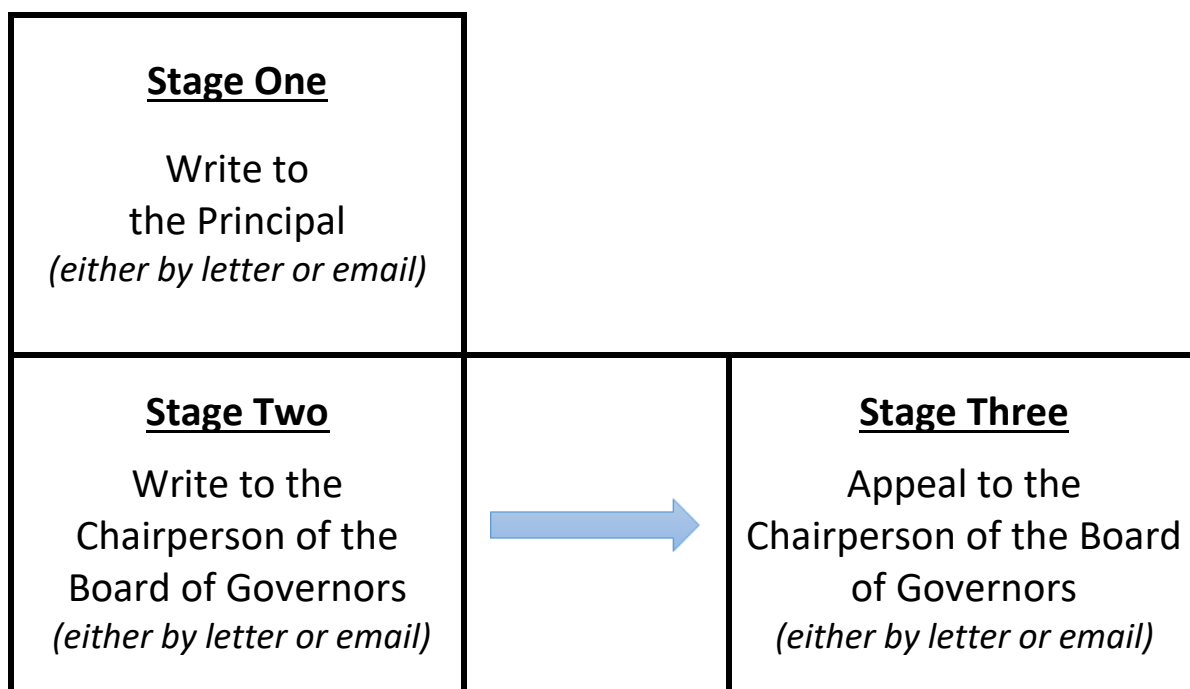 Stage One
Write to
the Principal
(either by letter or email)
Stage Two
Write to the
Chairperson of the
Board of Governors
(either by letter or email)
Stage Three
Appeal to the
Chairperson of the Board
of Governors
(either by letter or email)